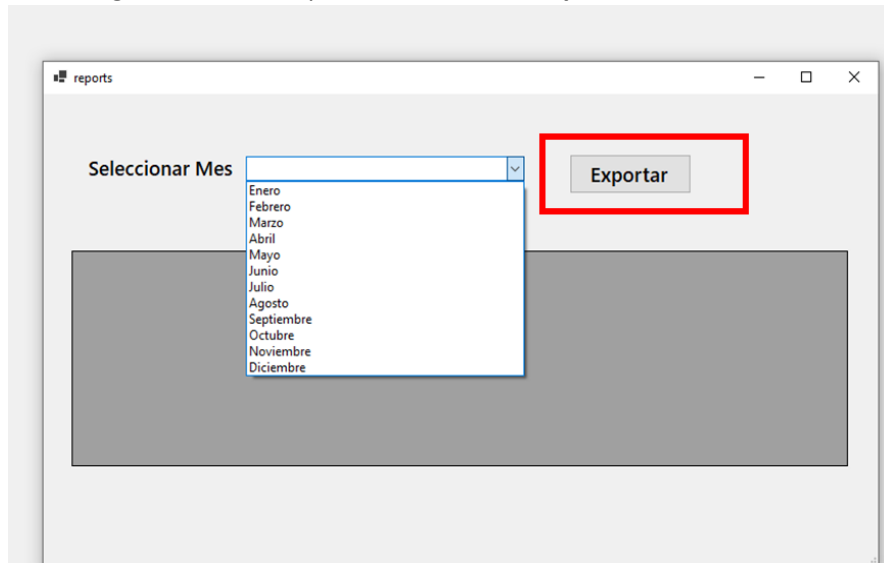 reports
Seleccionar Mes
Exportar
Enero
Febrero
Marzo
Abril
Mayo
Junio
Julio
Agosto
Septiembre
Octubre
Noviembre
Diciembre